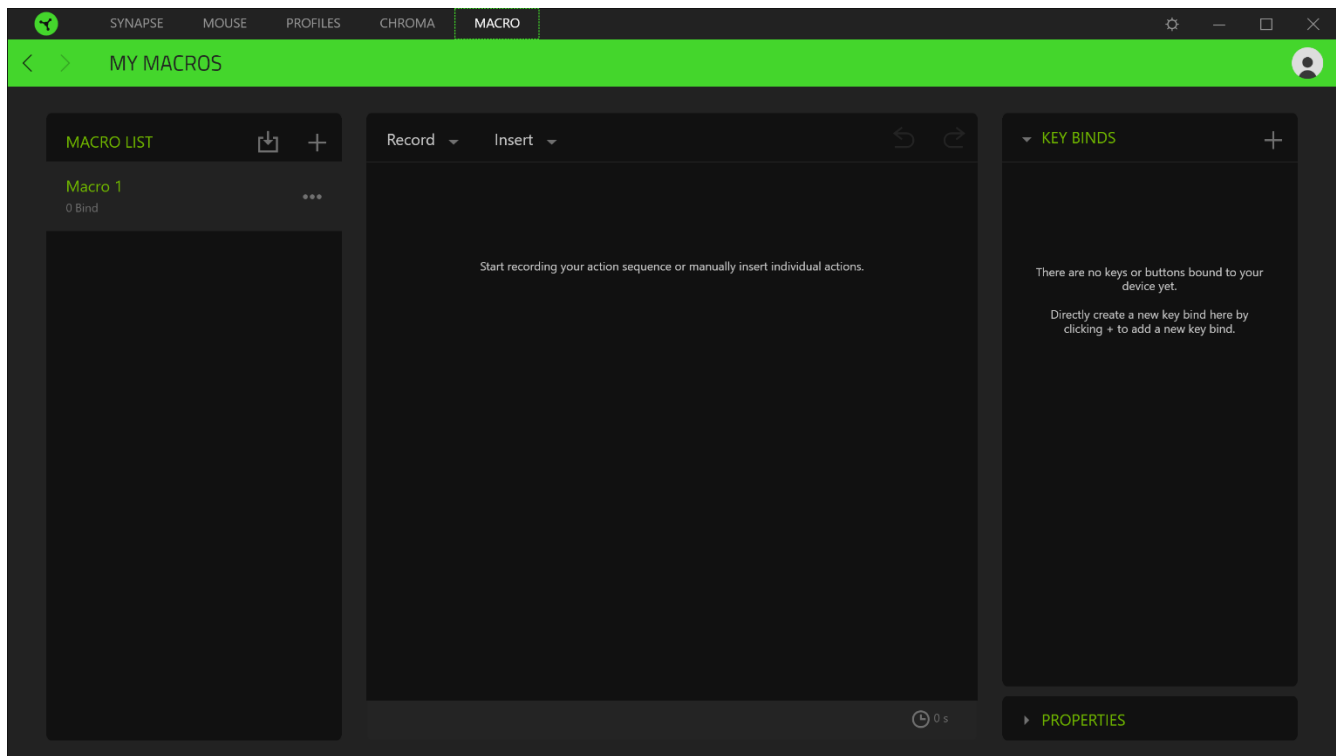 SYNAPSE MOUSE PROFILES CHROMA MACRO
MY MACROS
MACRO LIST
Macro 1
0 Bind
Record Insert
Start recording your action sequence or manually insert individual actions.
0 s
KEY BINDS
There are no keys or buttons bound to your
device yet.
Directly create a new key bind here by
clicking + to add a new key bind.
PROPERTIES